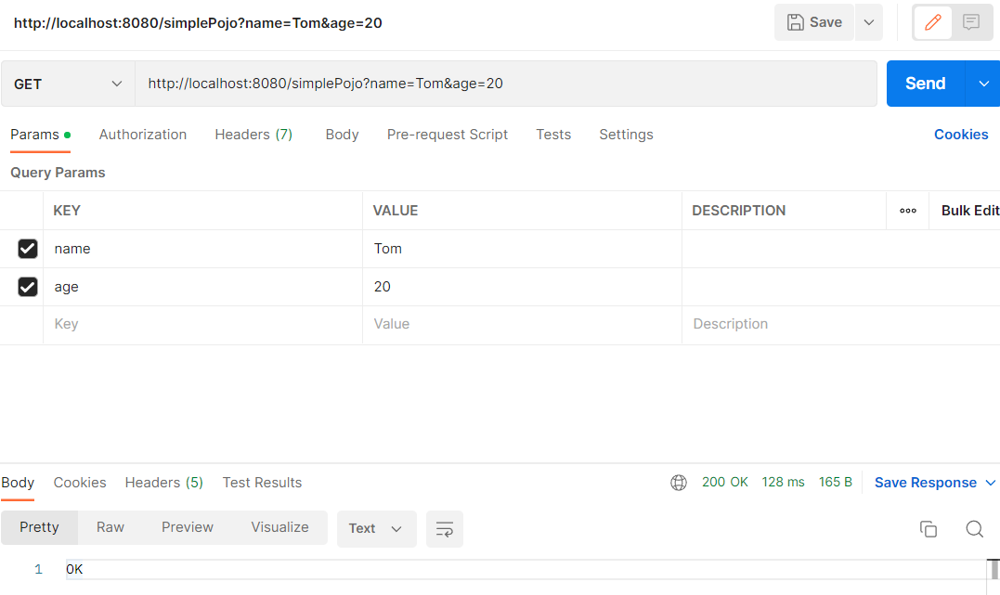 http://localhost:8080/simplePojo?name=Tom&age=20 Save
GET http://localhost:8080/simplePojo?name=Tom&age=20 Send
Params Authorization Headers (7) Body Pre-request Script Tests Settings Cookies
Query Params
KEY VALUE DESCRIPTION ooo Bulk Edit
name Tom
age 20
Key Value Description
Body Cookies Headers (5) Test Results 200 OK 128 ms 165 B Save Response
Pretty Raw Preview Visualize Text
1 OK